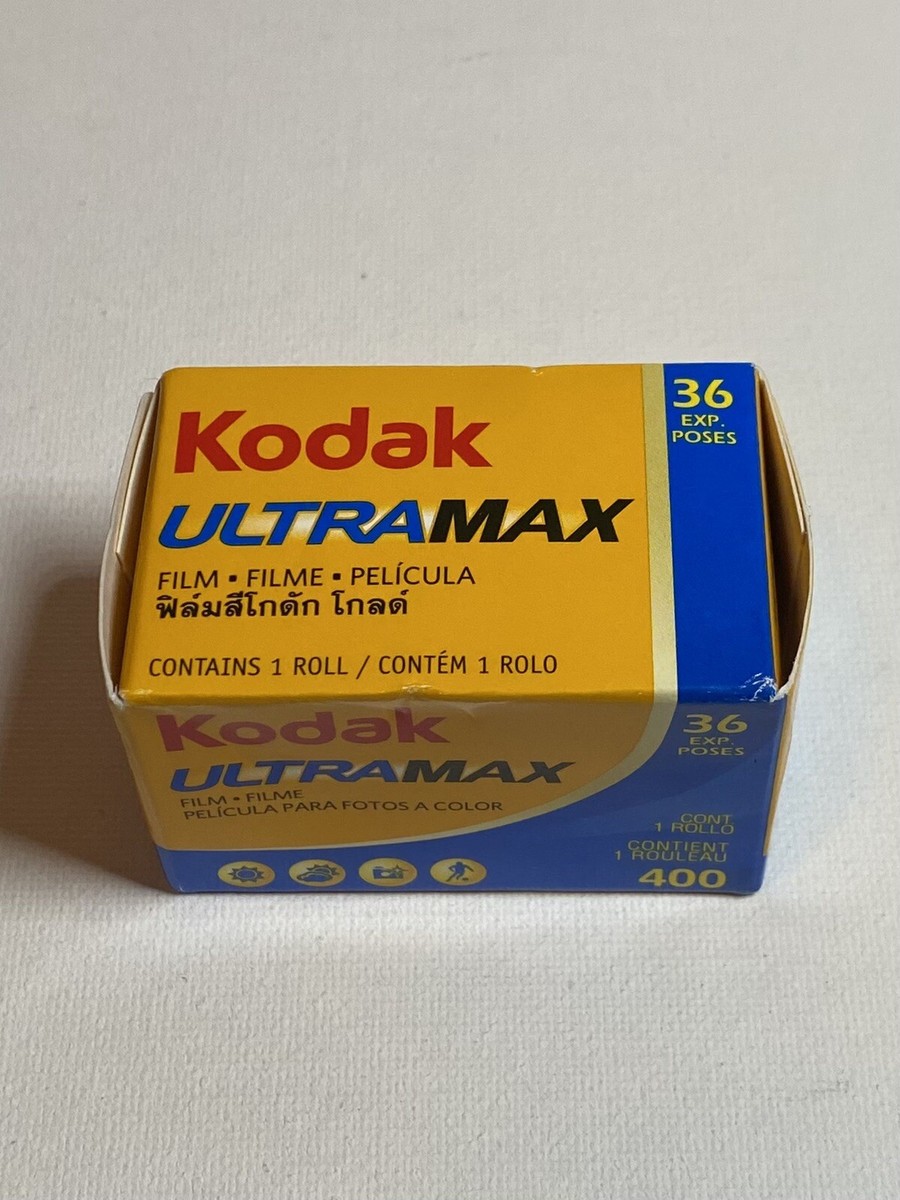 Kodak
36
EXP.
POSES
ULTRAMAX
FILM ▪ FILME ▪ PELÍCULA
ฟิล์มสีโกดัก โกลด์
CONTAINS 1 ROLL / CONTÉM 1 ROLO
Kodak
36
EXP.
POSES
ULTRAMAX
FILM • FILME
PELÍCULA PARA FOTOS A COLOR
CONT.
1 ROLLO
CONTIENT
1 ROULEAU
400